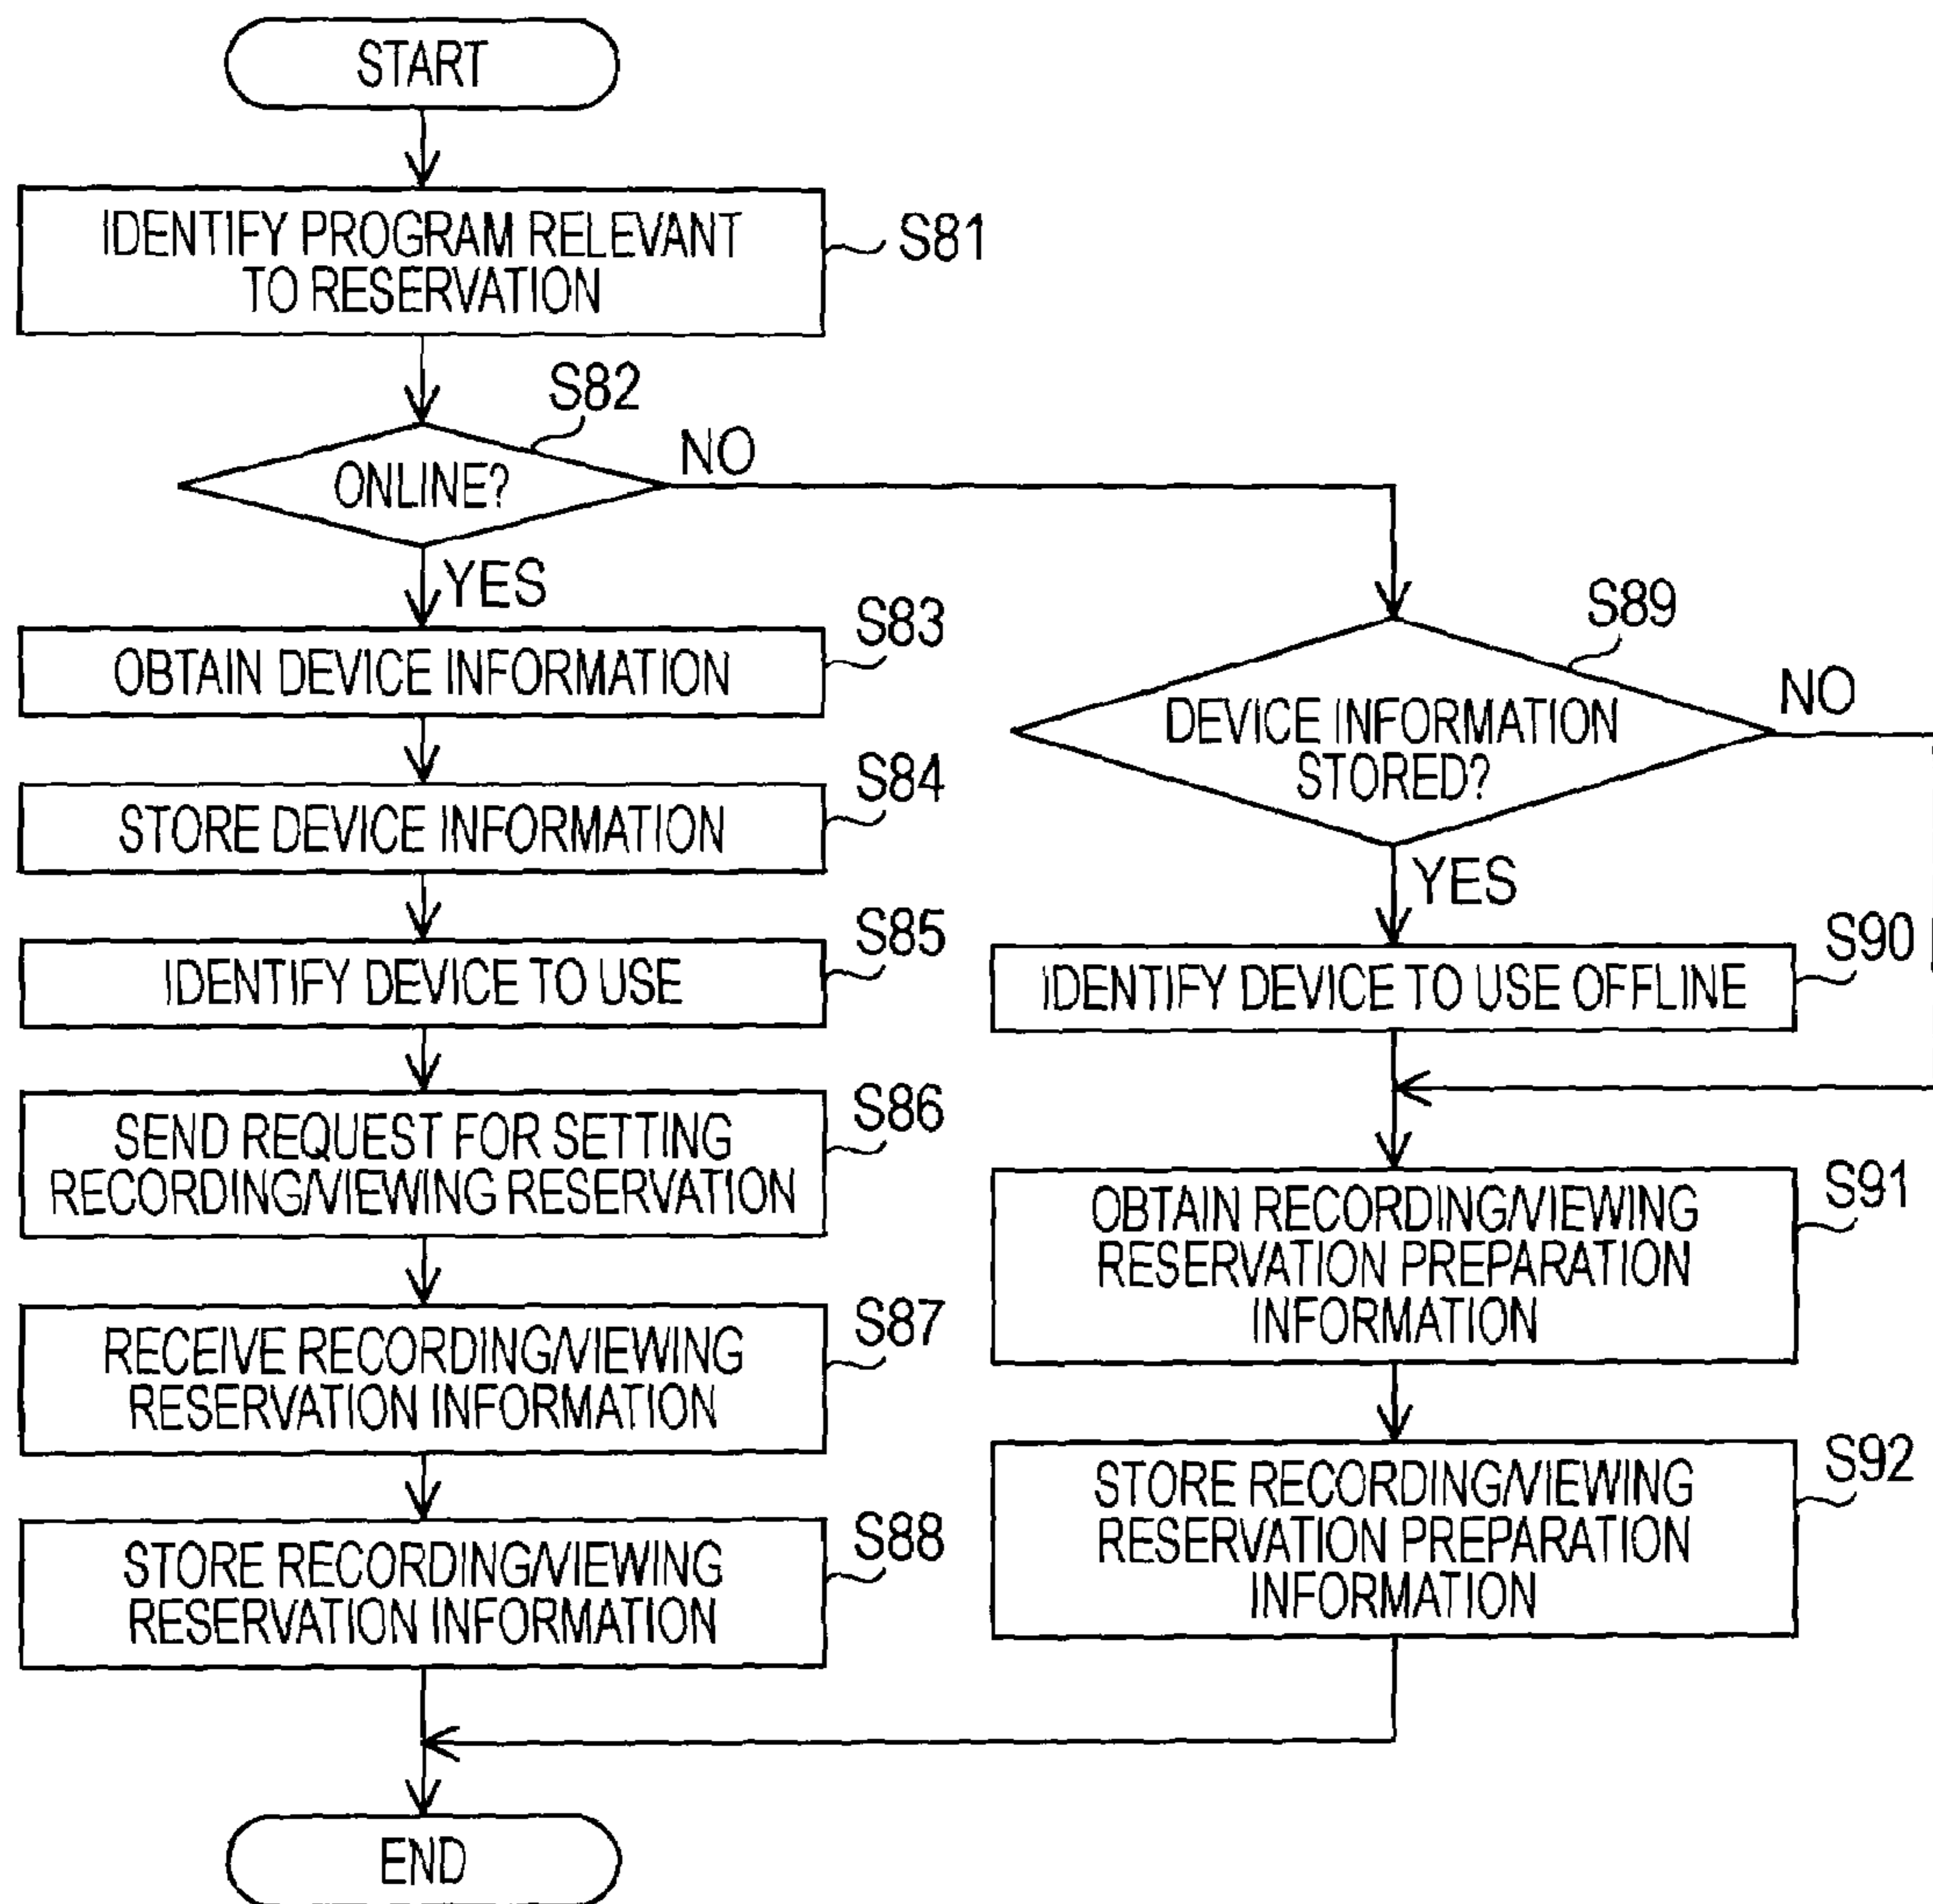 START
IDENTIFY PROGRAM RELEVANT
TO RESERVATION
S81
S82
ONLINE?
NO
YES
OBTAIN DEVICE INFORMATION
S83
STORE DEVICE INFORMATION
S84
IDENTIFY DEVICE TO USE
S85
SEND REQUEST FOR SETTING
RECORDING/VIEWING RESERVATION
S86
RECEIVE RECORDING/VIEWING
RESERVATION INFORMATION
S87
STORE RECORDING/VIEWING
RESERVATION INFORMATION
S88
S89
DEVICE INFORMATION
STORED?
NO
YES
IDENTIFY DEVICE TO USE OFFLINE
S90
OBTAIN RECORDING/VIEWING
RESERVATION PREPARATION
INFORMATION
S91
STORE RECORDING/VIEWING
RESERVATION PREPARATION
INFORMATION
S92
END